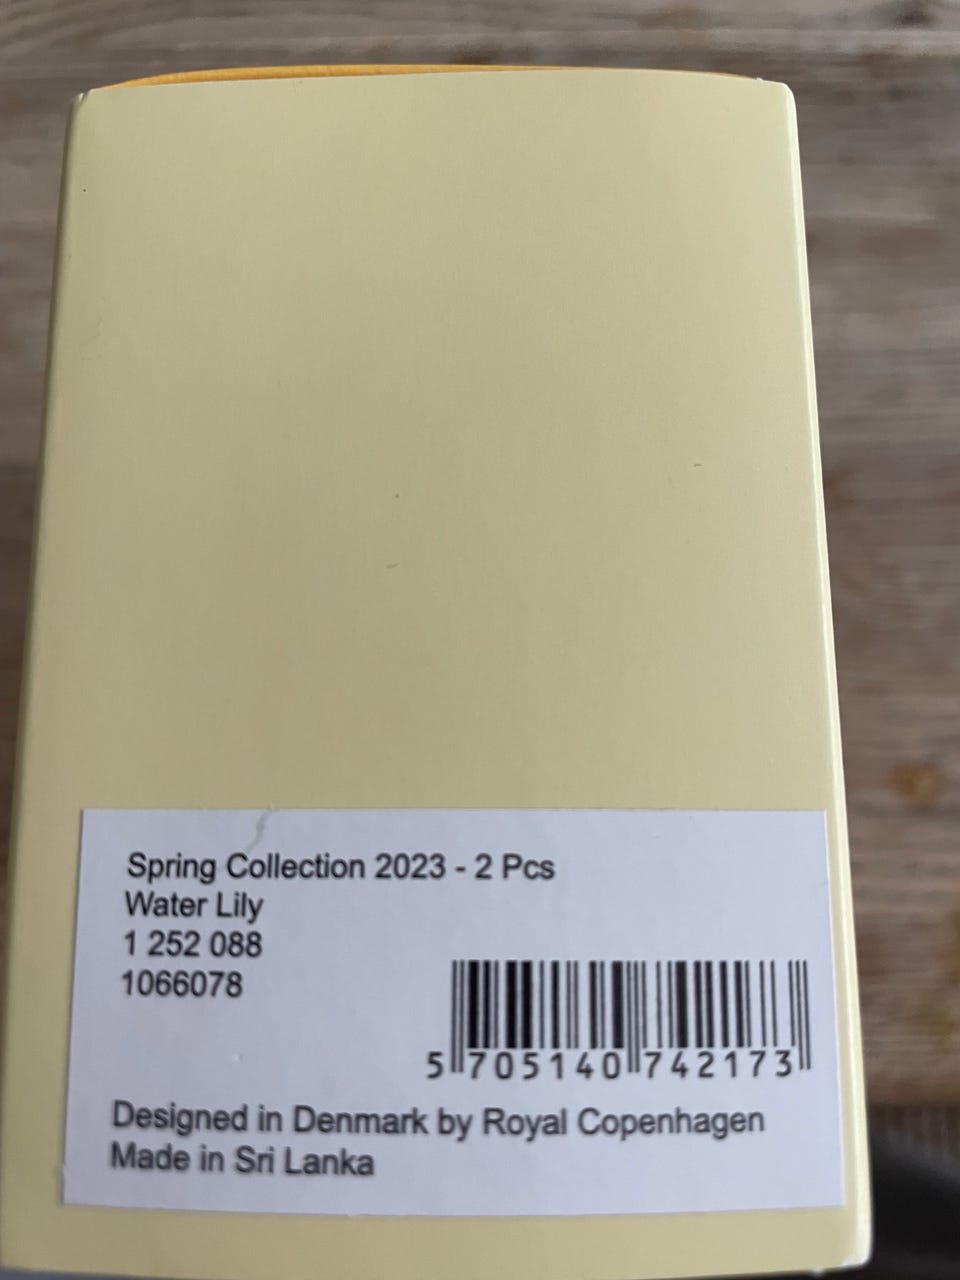 Spring Collection 2023 - 2 Pcs
Water Lily
1 252 088
1066078
5 705140 742173
Designed in Denmark by Royal Copenhagen
Made in Sri Lanka